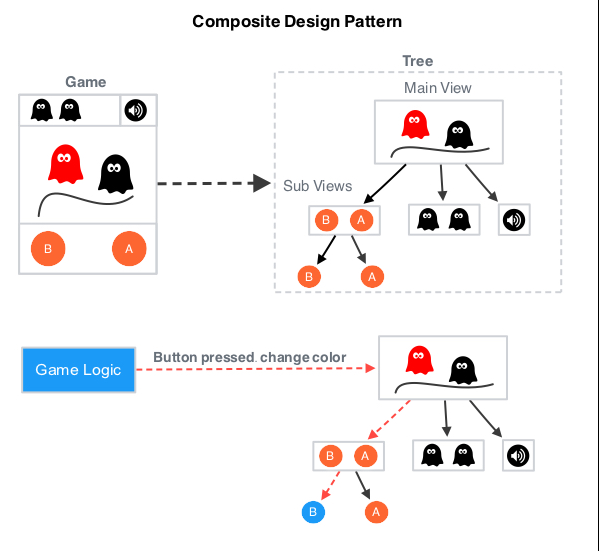 Composite Design Pattern
Game
Tree
Main View
Sub Views
B A
B A
B A
Game Logic
Button pressed. change color
B A
B A